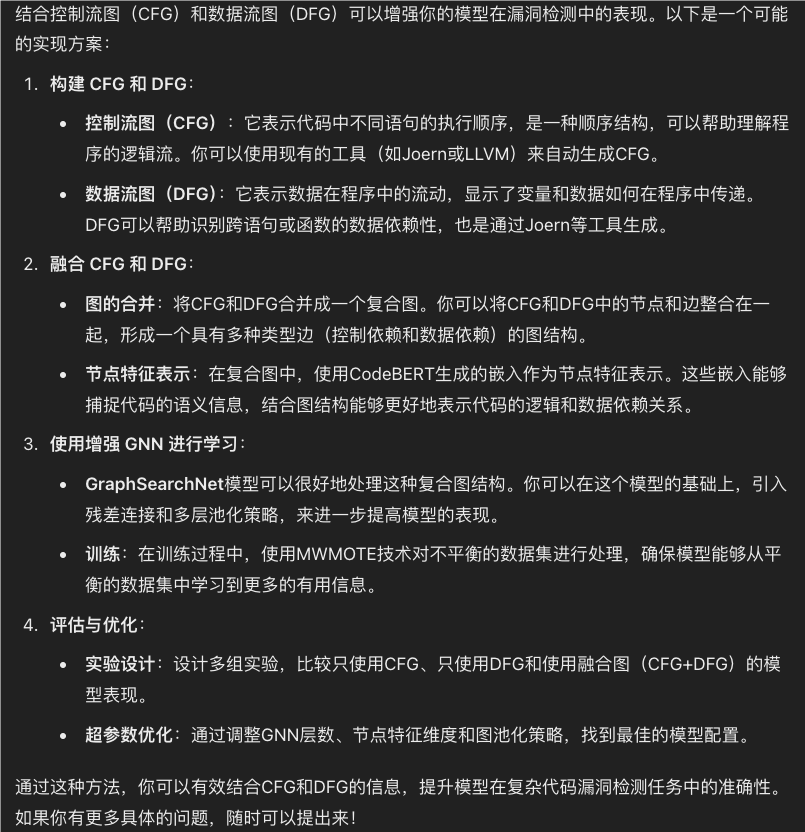 结合控制流图（CFG）和数据流图（DFG）可以增强你的模型在漏洞检测中的表现。以下是一个可能
的实现方案：
1. 构建 CFG 和 DFG：
• 控制流图（CFG）：它表示代码中不同语句的执行顺序，是一种顺序结构，可以帮助理解程
序的逻辑流。你可以使用现有的工具（如Joern或LLVM）来自动生成CFG。
• 数据流图（DFG）：它表示数据在程序中的流动，显示了变量和数据如何在程序中传递。
DFG可以帮助识别跨语句或函数的数据依赖性，也是通过Joern等工具生成。
2. 融合 CFG 和 DFG：
• 图的合并：将CFG和DFG合并成一个复合图。你可以将CFG和DFG中的节点和边整合在一
起，形成一个具有多种类型边（控制依赖和数据依赖）的图结构。
• 节点特征表示：在复合图中，使用CodeBERT生成的嵌入作为节点特征表示。这些嵌入能够
捕捉代码的语义信息，结合图结构能够更好地表示代码的逻辑和数据依赖关系。
3. 使用增强 GNN 进行学习：
• GraphSearchNet模型可以很好地处理这种复合图结构。你可以在这个模型的基础上，引入
残差连接和多层池化策略，来进一步提高模型的表现。
• 训练：在训练过程中，使用MWMOTE技术对不平衡的数据集进行处理，确保模型能够从平
衡的数据集中学习到更多的有用信息。
4. 评估与优化：
• 实验设计：设计多组实验，比较只使用CFG、只使用DFG和使用融合图（CFG+DFG）的模
型表现。
• 超参数优化：通过调整GNN层数、节点特征维度和图池化策略，找到最佳的模型配置。
通过这种方法，你可以有效结合CFG和DFG的信息，提升模型在复杂代码漏洞检测任务中的准确性。
如果你有更多具体的问题，随时可以提出来！